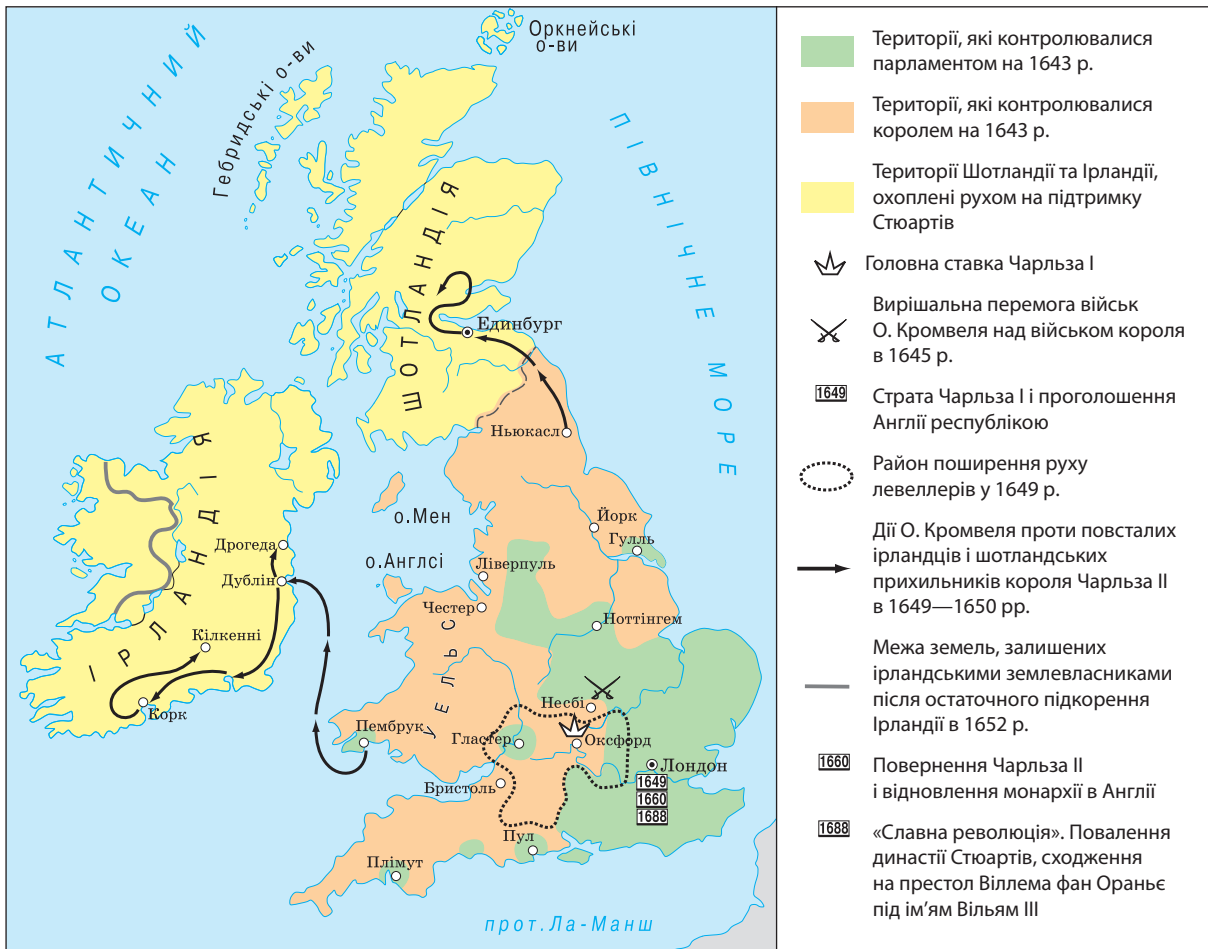 АТЛАНТИЧНИЙ
ОКЕАН
Гебридські о-ви
Оркнейські
о-ви
ПІВНІЧНЕ МОРЕ
ШОТЛАНДІЯ
Единбург
Ньюкасл
ІРЛАНДІЯ
о.Мен
Йорк
Гулль
Дрогеда
о.Англсі
Ліверпуль
Дублін
Честер
Ноттінгем
Кілкенні
УЕЛЬС
Корк
Несбі
Пембрук
Гластер
Оксфорд
Лондон
Бристоль
1649
1660
1688
Пул
Плімут
прот.Ла-Манш
Території, які контролювалися
парламентом на 1643 р.
Території, які контролювалися
королем на 1643 р.
Території Шотландії та Ірландії,
охоплені рухом на підтримку
Стюартів
Головна ставка Чарльза І
Вирішальна перемога військ
О. Кромвеля над військом короля
в 1645 р.
1649 Страта Чарльза І і проголошення
Англії республікою
Район поширення руху
левеллерів у 1649 р.
Дії О. Кромвеля проти повсталих
ірландців і шотландських
прихильників короля Чарльза ІІ
в 1649—1650 рр.
Межа земель, залишених
ірландськими землевласниками
після остаточного підкорення
Ірландії в 1652 р.
1660 Повернення Чарльза ІІ
і відновлення монархії в Англії
1688 «Славна революція». Повалення
династії Стюартів, сходження
на престол Віллема фан Ораньє
під ім’ям Вільям ІІІ